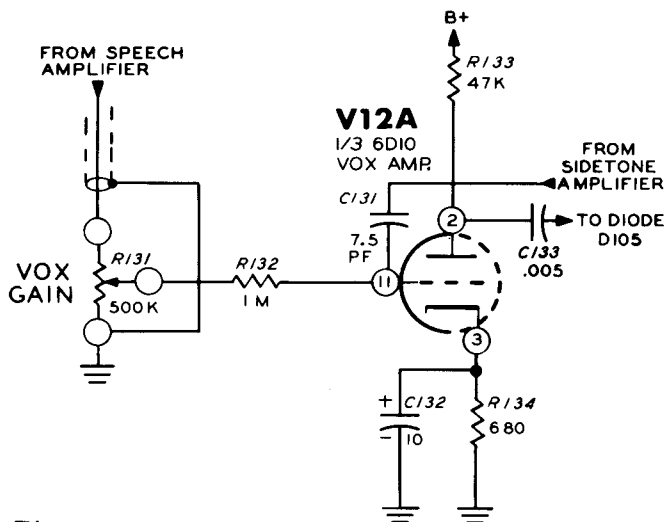 B+
FROM SPEECH
AMPLIFIER
R133
47K
V12A
1/3 6D10
VOX AMP.
FROM
SIDETONE
AMPLIFIER
C131
7.5
PF
2
TO DIODE
D105
C133
.005
R131
VOX
GAIN
500K
R132
1 M
11
3
+
C132
-
10
R134
680